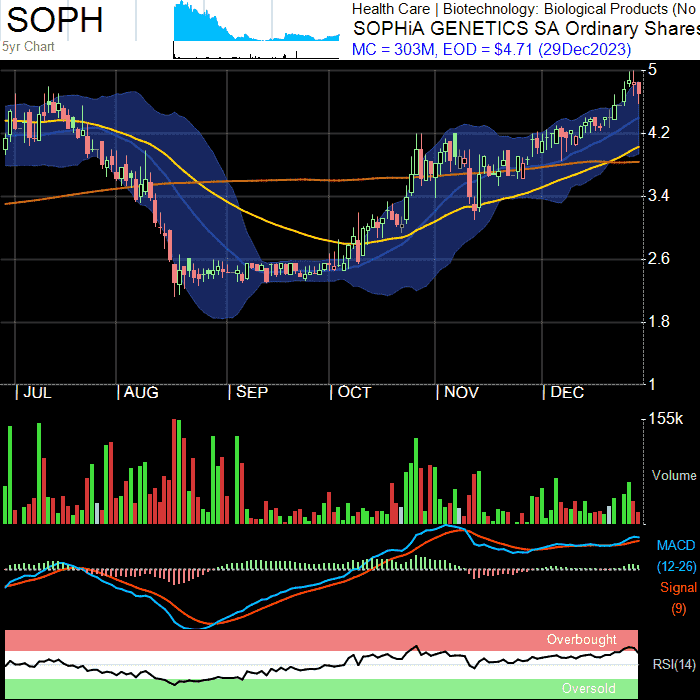 SOPH
5yr Chart
Health Care | Biotechnology: Biological Products (No
SOPHiA GENETICS SA Ordinary Shares
MC = 303M, EOD = $4.71 (29Dec2023)
5
4.2
3.4
2.6
1.8
1
| JUL | AUG | SEP | OCT | NOV | DEC
155k
Volume
MACD
(12-26)
Signal
(9)
Overbought
RSI(14)
Oversold